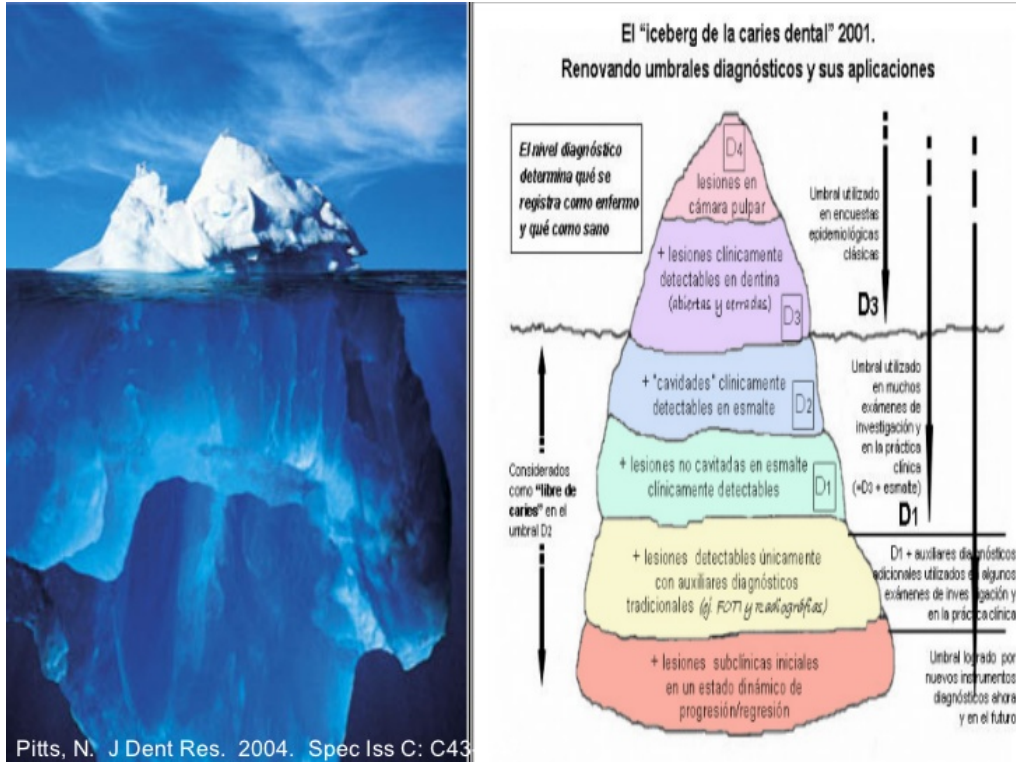 El "iceberg de la caries dental" 2001.
Renovando umbrales diagnósticos y sus aplicaciones
El nivel diagnóstico
determina qué se
registra como enfermo
y qué como sano
D4
lesiones en
cámara pulpar
+ lesiones clínicamente
detectables en dentina
(abiertas y cerradas)
D3
+ "cavidades" clínicamente
detectables en esmalte
D2
+ lesiones no cavitadas en esmalte
clínicamente detectables
D1
+ lesiones detectables únicamente
con auxiliares diagnósticos
tradicionales (ej. FOTI y radiográfias)
+ lesiones subclínicas iniciales
en un estado dinámico de
progresión/regresión
Considerados
como "libre de
caries" en el
umbral D2
Umbral utilizado
en encuestas
epidemiológicas
clásicas
D3
Umbral utilizado
en muchos
exámenes de
investigación y
en la práctica
clínica
(=D3 + esmalte)
D1
D1 + auxiliares diagnósticos
adicionales utilizados en algunos
exámenes de investigación y
en la práctica clínica
Umbral logrado por
nuevos instrumentos
diagnósticos ahora
y en el futuro
Pitts, N. J Dent Res. 2004. Spec Iss C: C43